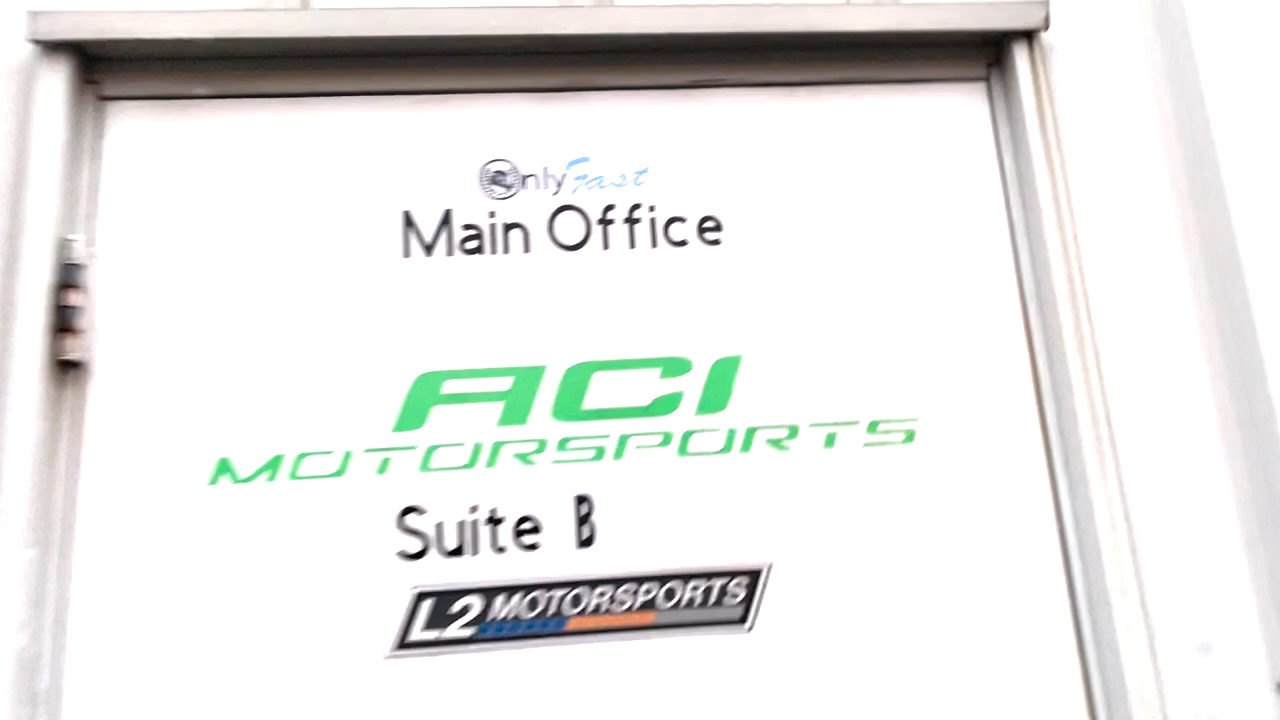 OnlyFast
Main Office
ACI
MOTORSPORTS
Suite B
L2 MOTORSPORTS